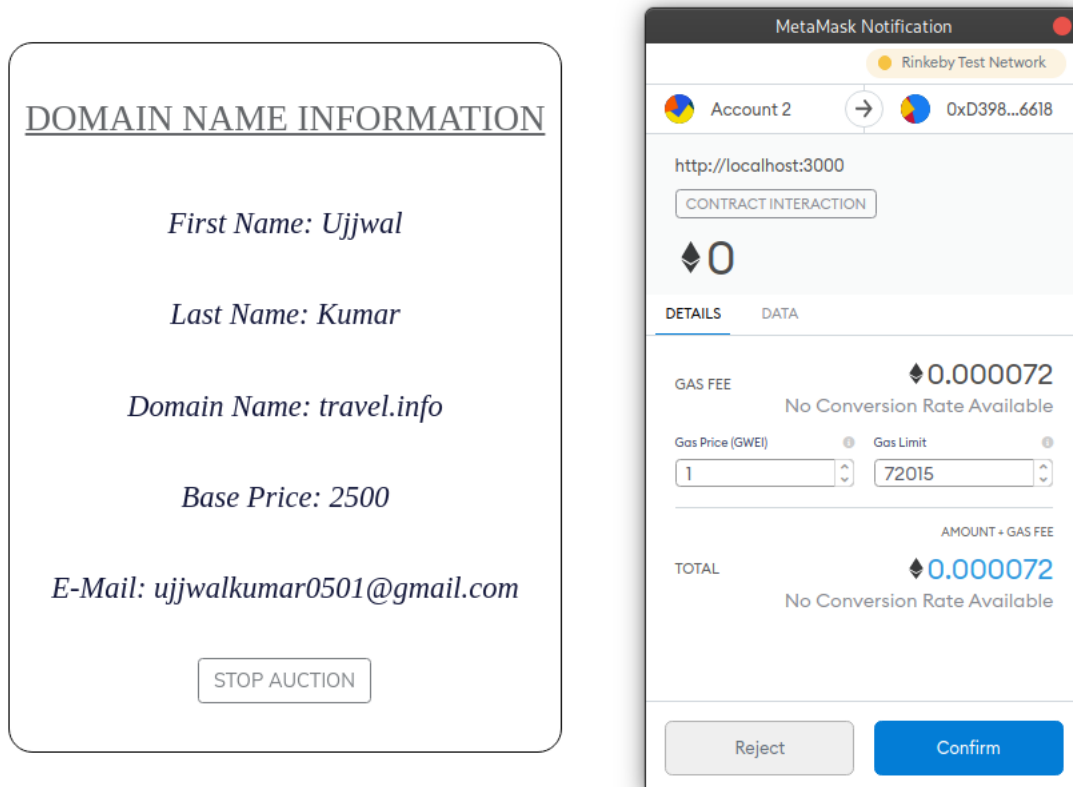 DOMAIN NAME INFORMATION
First Name: Ujjwal
Last Name: Kumar
Domain Name: travel.info
Base Price: 2500
E-Mail: ujjwalkumar0501@gmail.com
STOP AUCTION
MetaMask Notification
Rinkeby Test Network
Account 2 0xD398...6618
http://localhost:3000
CONTRACT INTERACTION
0
DETAILS DATA
GAS FEE 0.000072
No Conversion Rate Available
Gas Price (GWEI) Gas Limit
1 72015
AMOUNT + GAS FEE
TOTAL 0.000072
No Conversion Rate Available
Reject Confirm